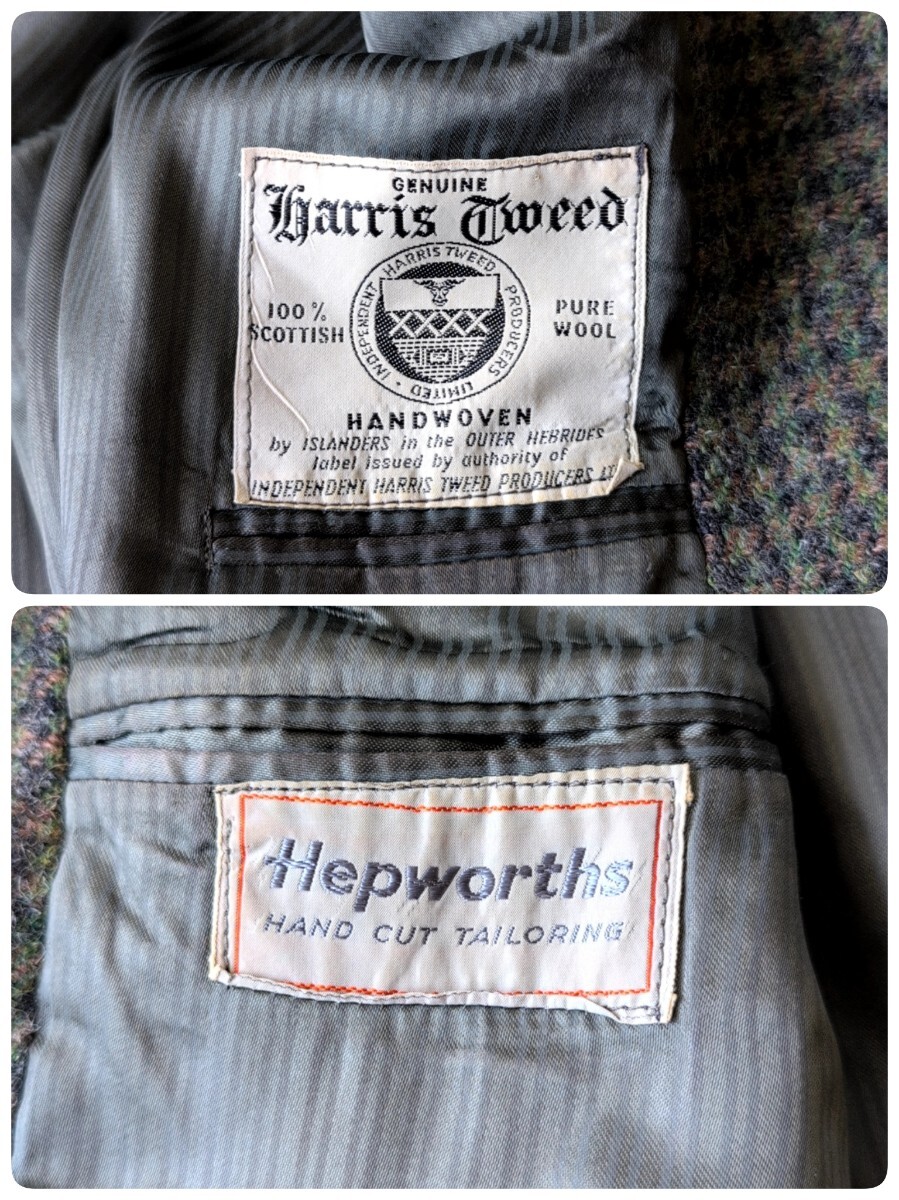 GENUINE
Harris Tweed
HARRIS TWEED PRODUCERS LIMITED · INDEPENDENT
100% SCOTTISH
PURE WOOL
HANDWOVEN
by ISLANDERS in the OUTER HEBRIDES
label issued by authority of
INDEPENDENT HARRIS TWEED PRODUCERS LT
Hepworths
HAND CUT TAILORING